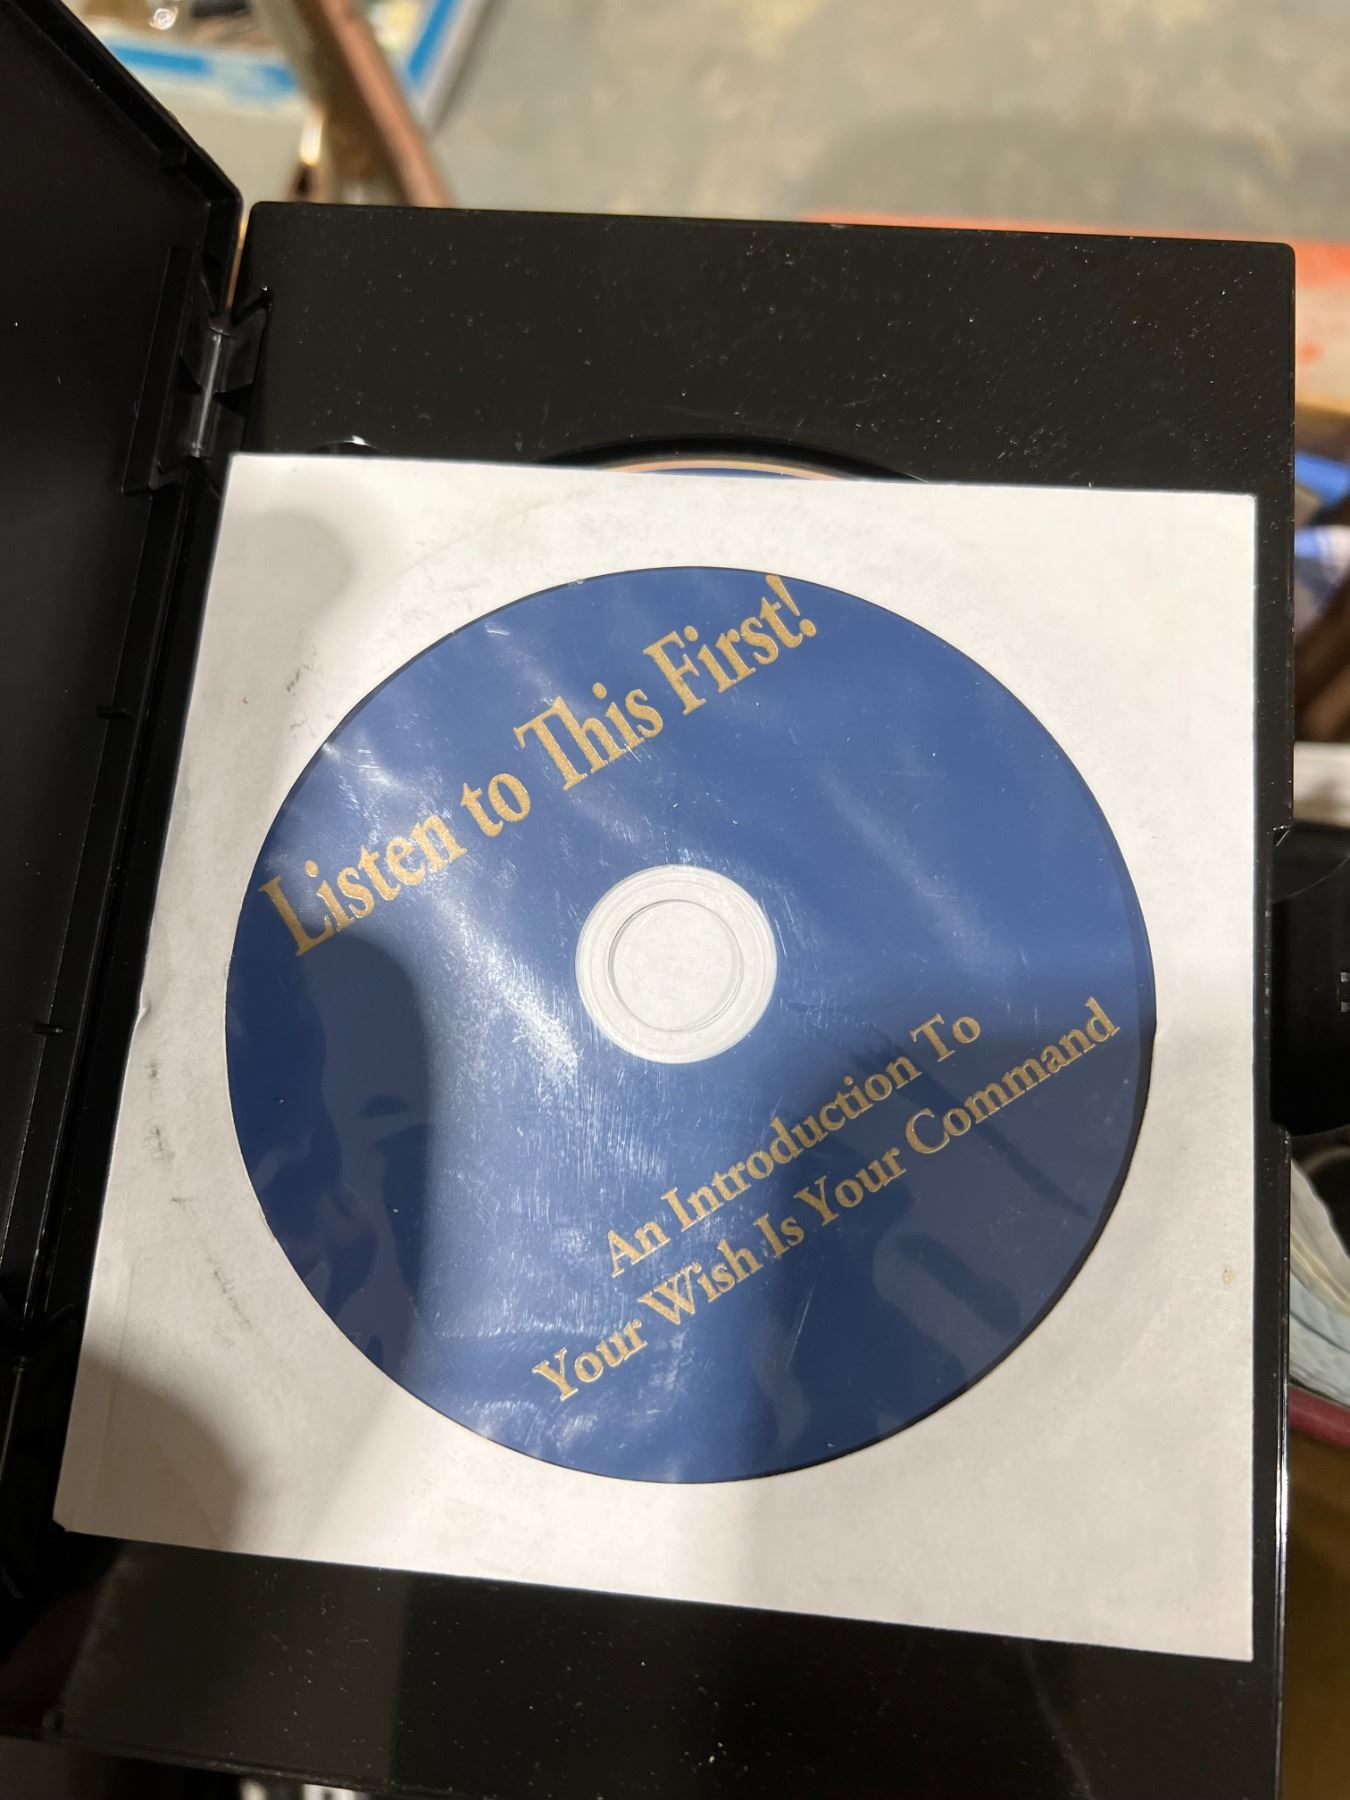 Listen to This First!
An Introduction To
Your Wish Is Your Command